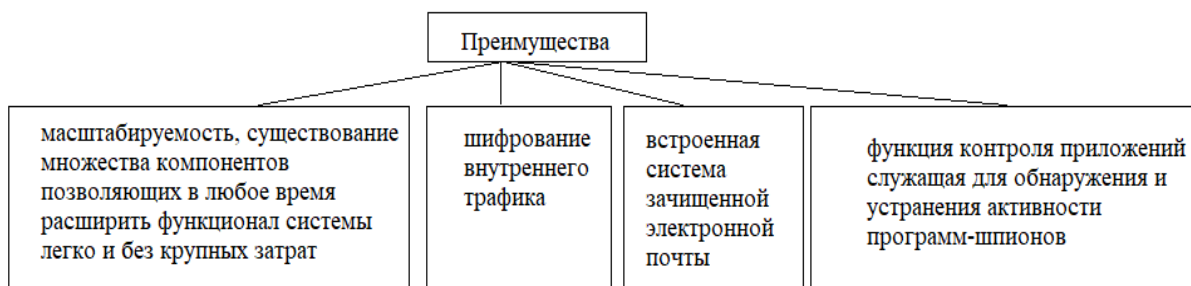 Преимущества
масштабируемость, существование
множества компонентов
позволяющих в любое время
расширить функционал системы
легко и без крупных затрат
шифрование
внутреннего
трафика
встроенная
система
зачищенной
электронной
почты
функция контроля приложений
служащая для обнаружения и
устранения активности
программ-шпионов